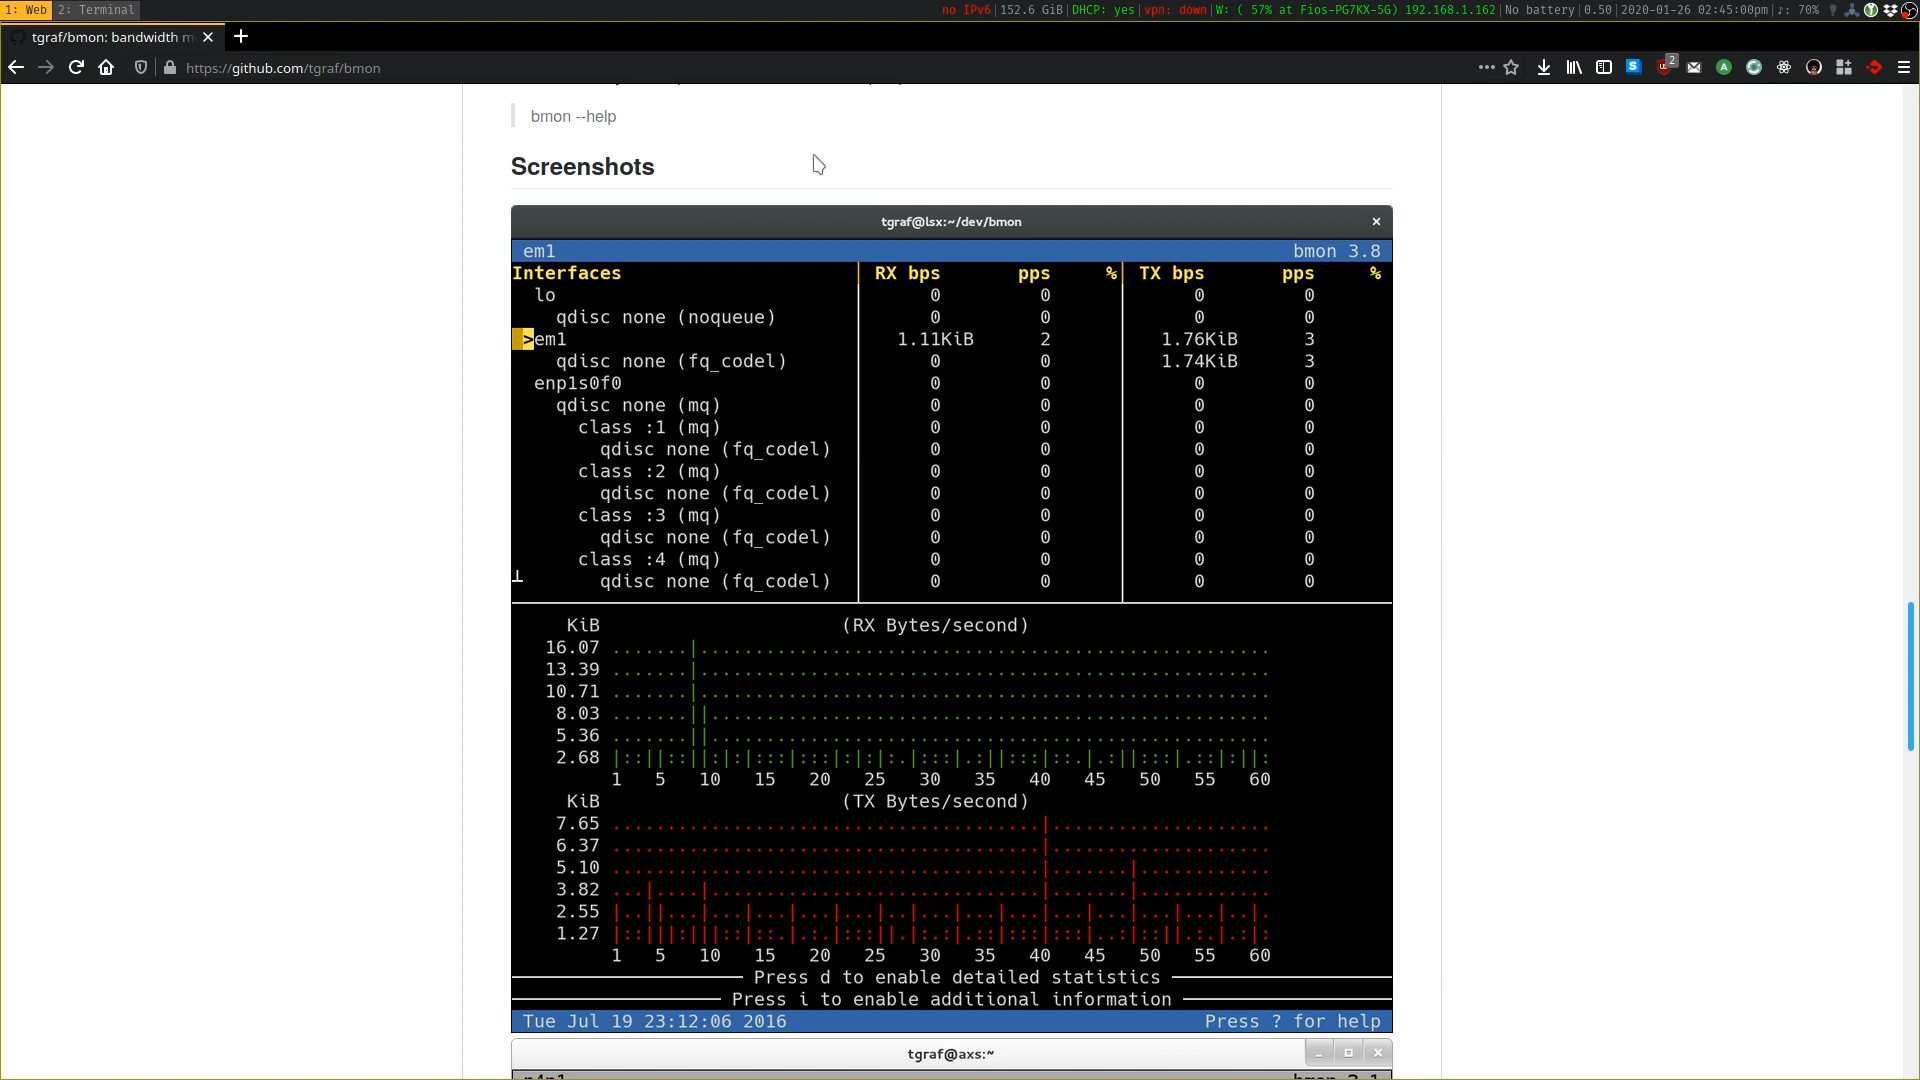 1: Web 2: Terminal no IPv6|152.6 GiB|DHCP: yes|vpn: down|W: ( 57% at Fios-PG7KX-5G) 192.168.1.162|No battery|0.50|2020-01-26 02:45:00pm|♪: 70%
tgraf/bmon: bandwidth m
https://github.com/tgraf/bmon 2
bmon --help
Screenshots
tgraf@lsx:~/dev/bmon
em1 bmon 3.8
Interfaces RX bps pps % TX bps pps %
lo 0 0 0 0
qdisc none (noqueue) 0 0 0 0
>em1 1.11KiB 2 1.76KiB 3
qdisc none (fq_codel) 0 0 1.74KiB 3
enp1s0f0 0 0 0 0
qdisc none (mq) 0 0 0 0
class :1 (mq) 0 0 0 0
qdisc none (fq_codel) 0 0 0 0
class :2 (mq) 0 0 0 0
qdisc none (fq_codel) 0 0 0 0
class :3 (mq) 0 0 0 0
qdisc none (fq_codel) 0 0 0 0
class :4 (mq) 0 0 0 0
qdisc none (fq_codel) 0 0 0 0
KiB (RX Bytes/second)
16.07
13.39
10.71
8.03
5.36
2.68
1 5 10 15 20 25 30 35 40 45 50 55 60
KiB (TX Bytes/second)
7.65
6.37
5.10
3.82
2.55
1.27
1 5 10 15 20 25 30 35 40 45 50 55 60
Press d to enable detailed statistics
Press i to enable additional information
Tue Jul 19 23:12:06 2016 Press ? for help
tgraf@axs:~